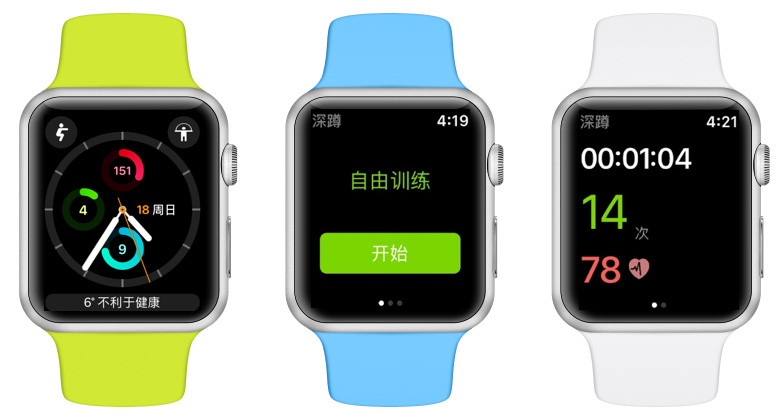 151
4
18 周日
9
6° 不利于健康
深蹲
4:19
自由训练
开始
深蹲
4:21
00:01:04
14 次
78